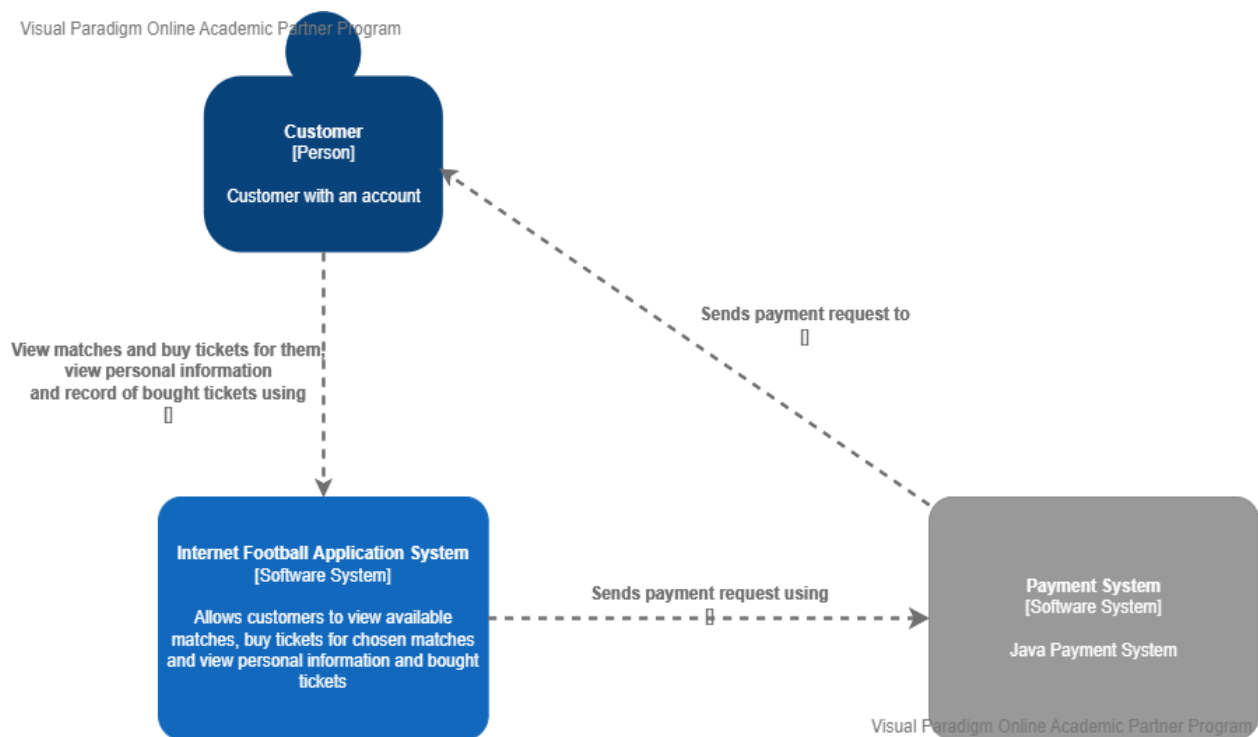 Visual Paradigm Online Academic Partner Program
Customer
[Person]
Customer with an account
Sends payment request to
[]
View matches and buy tickets for them,
view personal information
and record of bought tickets using
[]
Internet Football Application System
[Software System]
Allows customers to view available
matches, buy tickets for chosen matches
and view personal information and bought
tickets
Sends payment request using
[]
Payment System
[Software System]
Java Payment System
Visual Paradigm Online Academic Partner Program